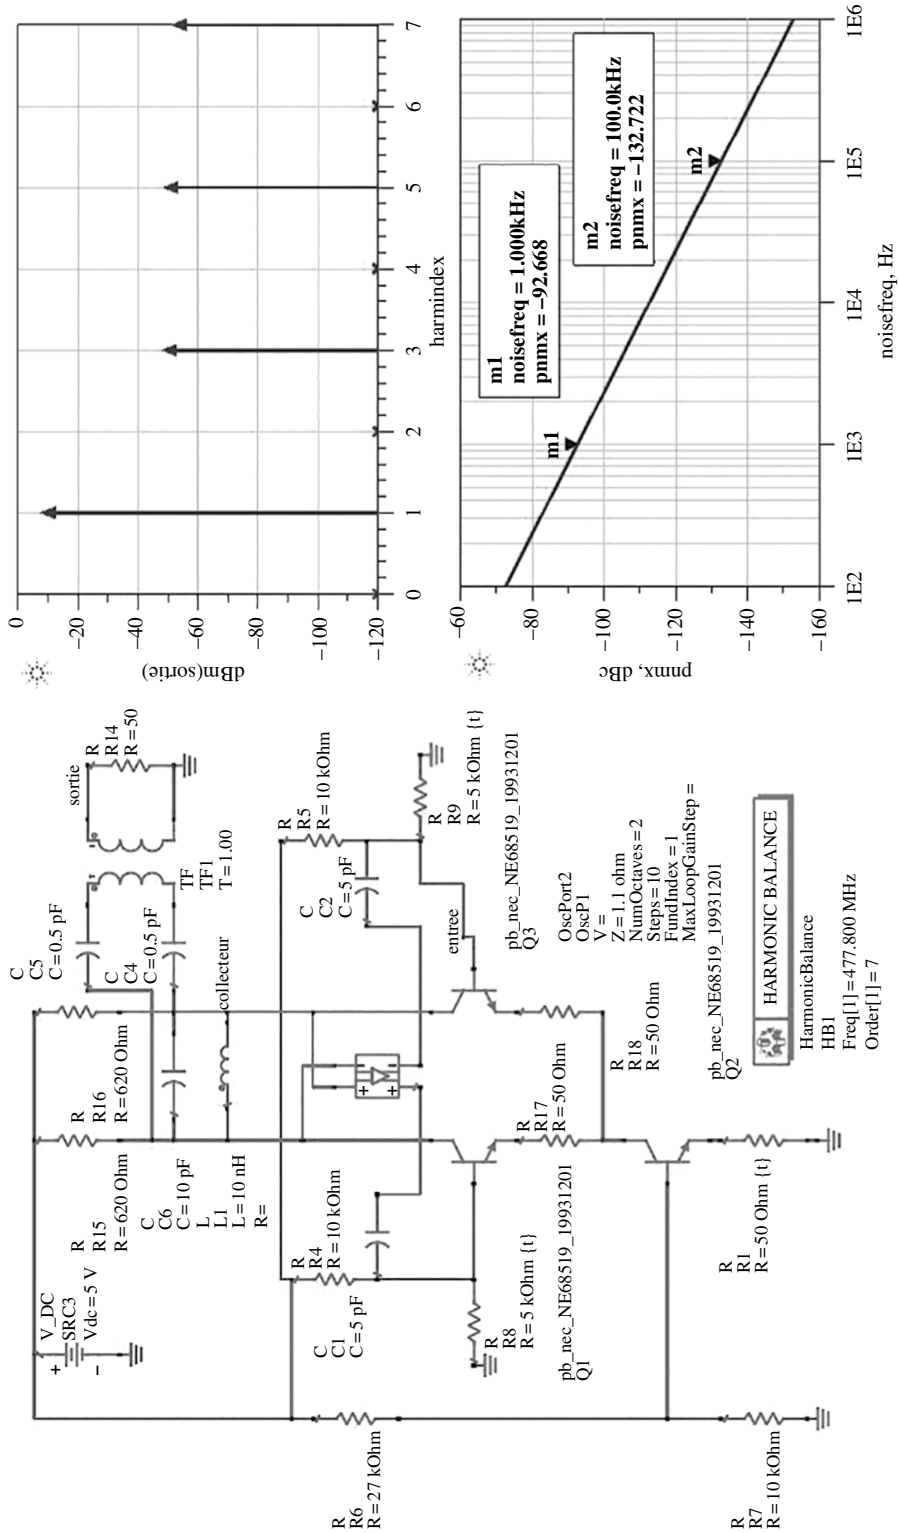 V_DC
SRC3
Vdc=5 V
+
−
R
R15
R=620 Ohm
R
R16
R=620 Ohm
C
C6
C=10 pF
L
L1
L=10 nH
R=
C
C5
C=0.5 pF
C
C4
C=0.5 pF
collecteur
TF
TF1
T=1.00
sortie
R
R14
R=50
R
R4
R=10 kOhm
C
C1
C=5 pF
R
R5
R=10 kOhm
C
C2
C=5 pF
+
+
entree
R
R9
R=5 kOhm {t}
R
R8
R=5 kOhm {t}
pb_nec_NE68519_19931201
Q1
pb_nec_NE68519_19931201
Q3
R
R17
R=50 Ohm
R
R18
R=50 Ohm
OscPort2
OscP1
V=
Z=1.1 ohm
NumOctaves=2
Steps=10
FundIndex=1
MaxLoopGainStep=
pb_nec_NE68519_19931201
Q2
R
R6
R=27 kOhm
R
R7
R=10 kOhm
R
R1
R=50 Ohm {t}
HARMONIC BALANCE
HarmonicBalance
HB1
Freq[1]=477.800 MHz
Order[1]=7
dBm(sortie)
0
−20
−40
−60
−80
−100
−120
0
1
2
3
4
5
6
7
harmindex
pnmx, dBc
−60
−80
−100
−120
−140
−160
m1
noisefreq = 1.000kHz
pnmx = −92.668
m2
noisefreq = 100.0kHz
pnmx = −132.722
m1
m2
1E2
1E3
1E4
1E5
1E6
noisefreq, Hz